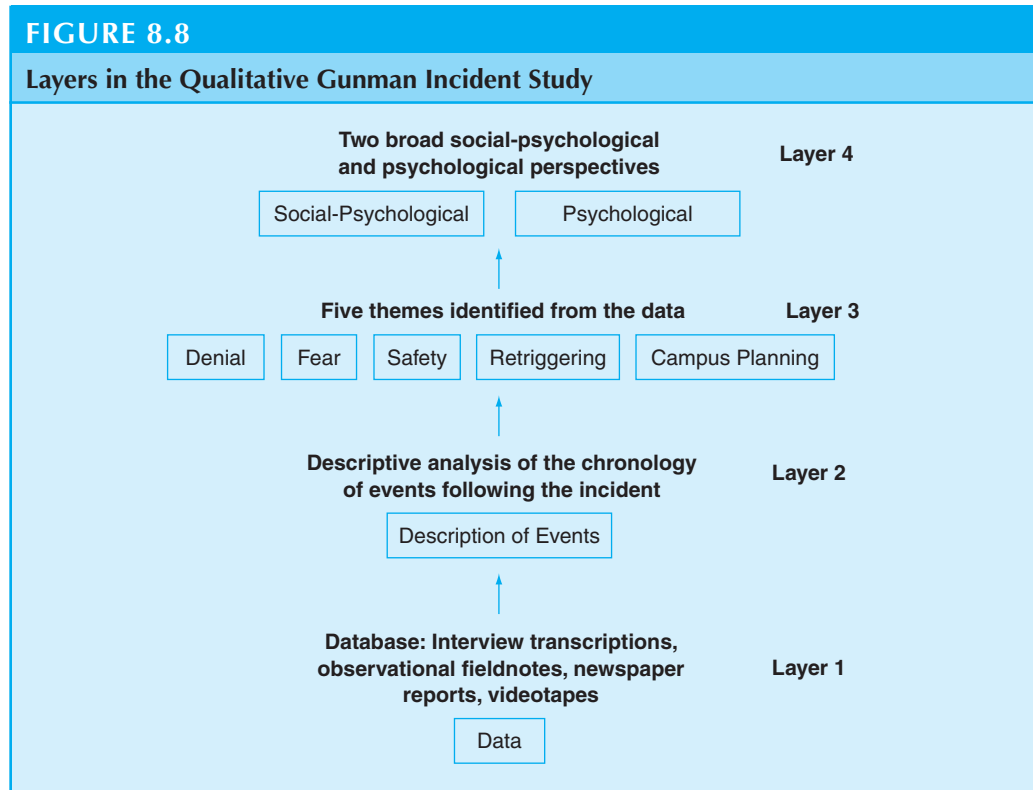 FIGURE 8.8
Layers in the Qualitative Gunman Incident Study
Two broad social-psychological
and psychological perspectives
Layer 4
Social-Psychological
Psychological
Five themes identified from the data
Layer 3
Denial
Fear
Safety
Retriggering
Campus Planning
Descriptive analysis of the chronology
of events following the incident
Layer 2
Description of Events
Database: Interview transcriptions,
observational fieldnotes, newspaper
reports, videotapes
Layer 1
Data